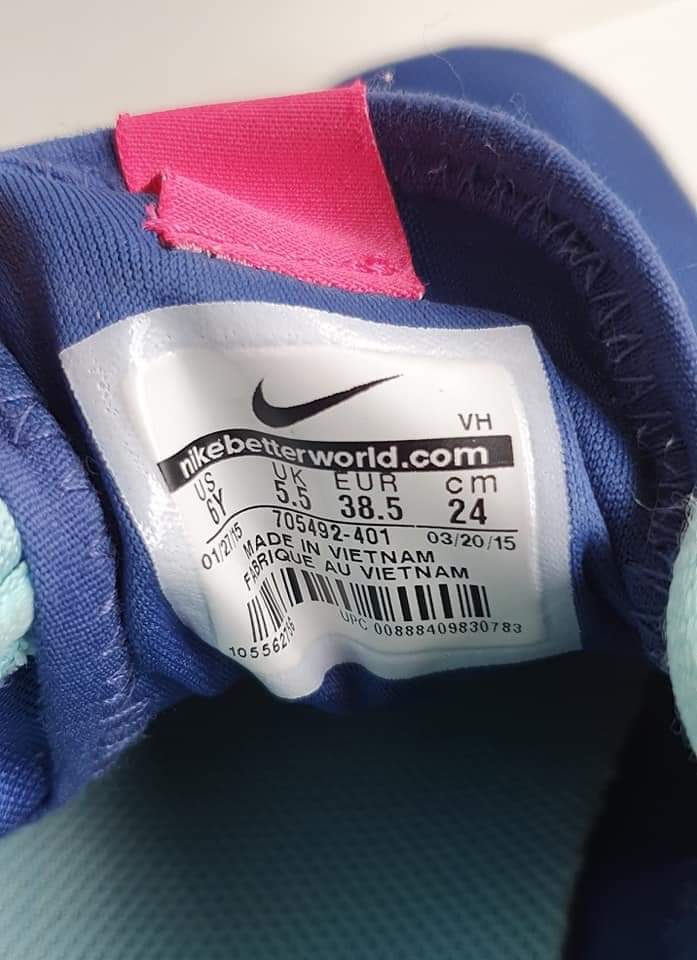 VH
nikebetterworld.com
US UK EUR cm
6Y 5.5 38.5 24
01/27/15 705492-401 03/20/15
MADE IN VIETNAM
FABRIQUE AU VIETNAM
UPC 00888409830783